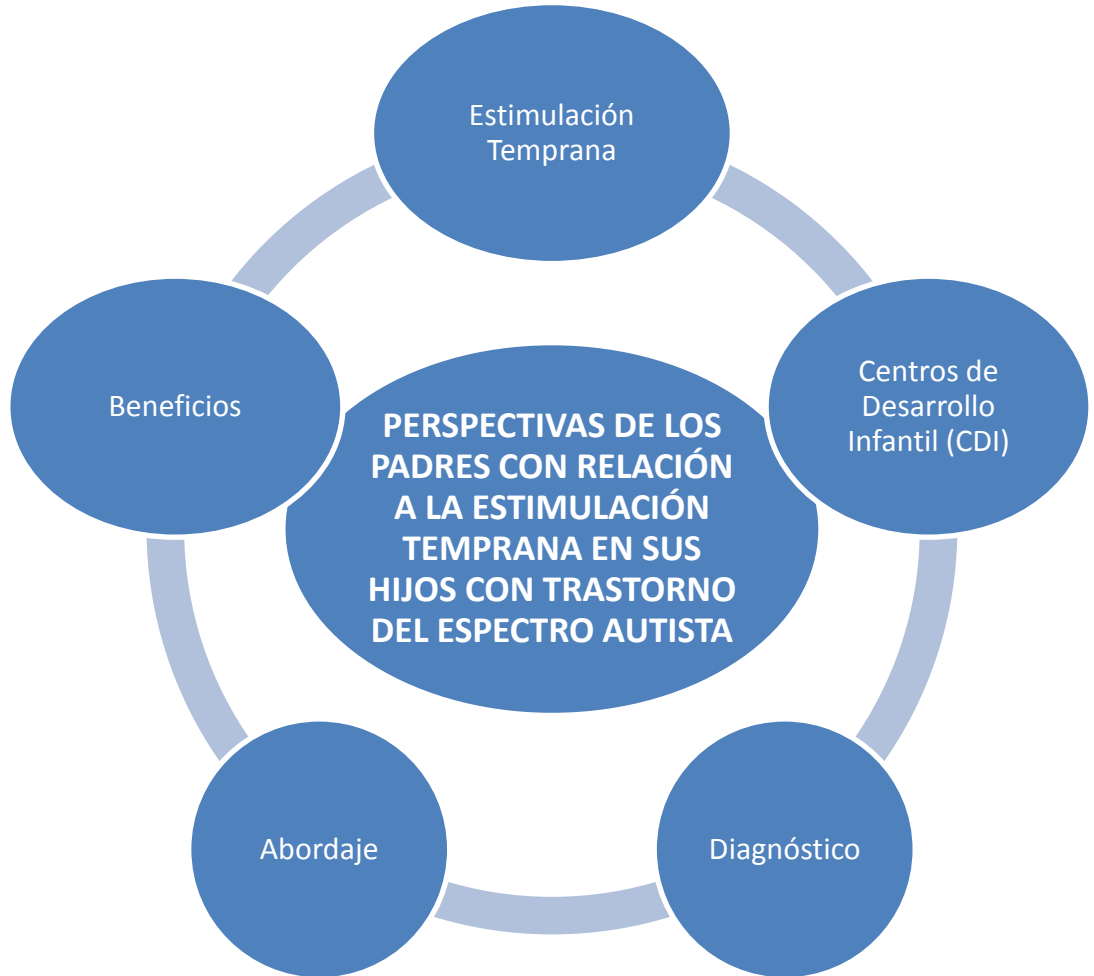 Estimulación
Temprana
Centros de
Desarrollo
Infantil (CDI)
Beneficios
PERSPECTIVAS DE LOS
PADRES CON RELACIÓN
A LA ESTIMULACIÓN
TEMPRANA EN SUS
HIJOS CON TRASTORNO
DEL ESPECTRO AUTISTA
Abordaje
Diagnóstico